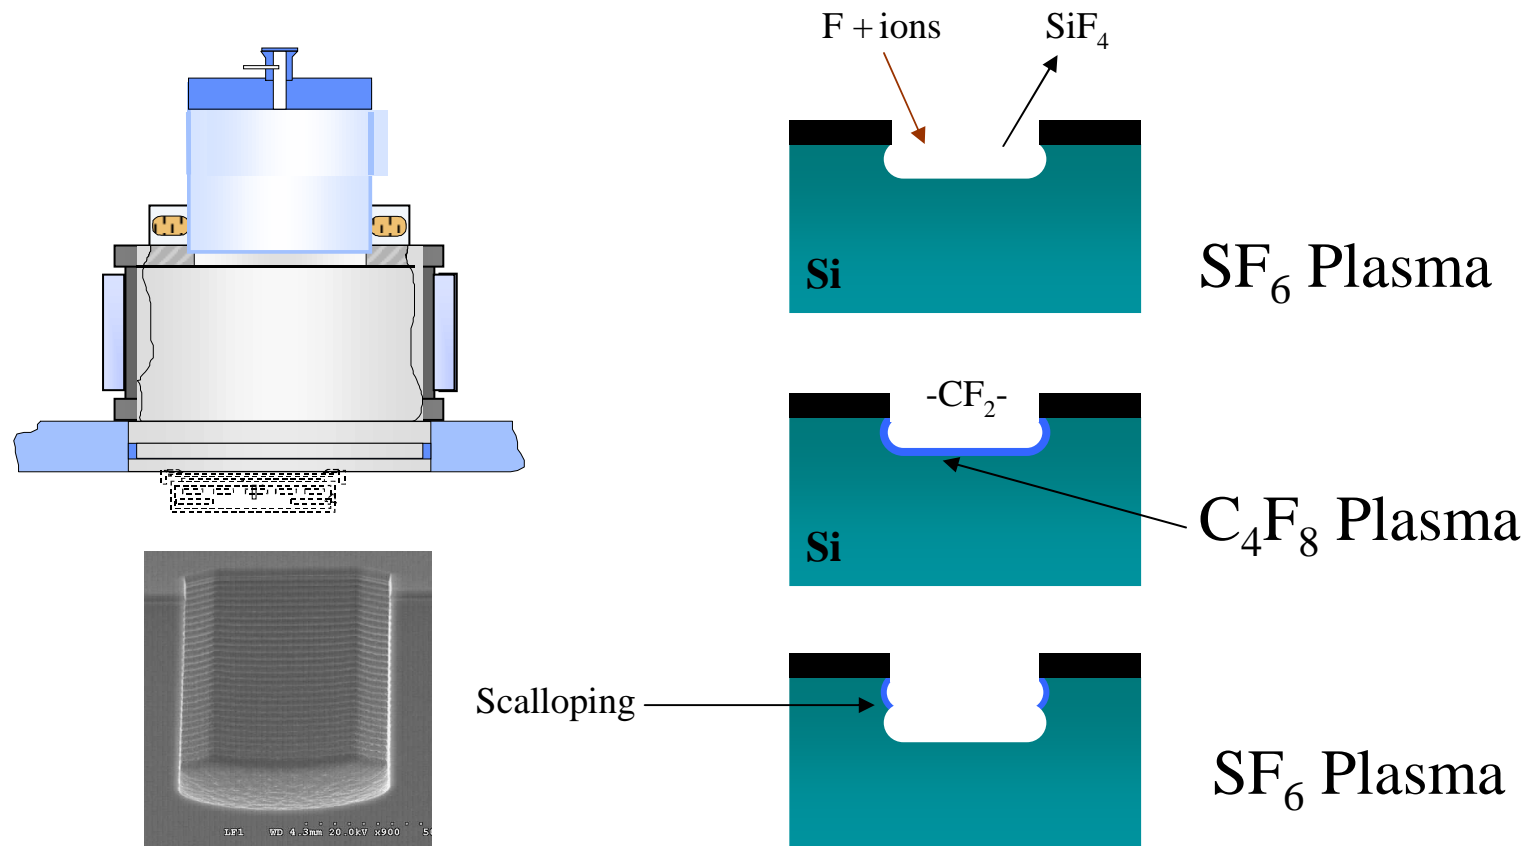 F + ions
SiF4
Si
SF6 Plasma
-CF2-
Si
C4F8 Plasma
Scalloping
SF6 Plasma
LF1 WD 4.3mm 20.0kV x900